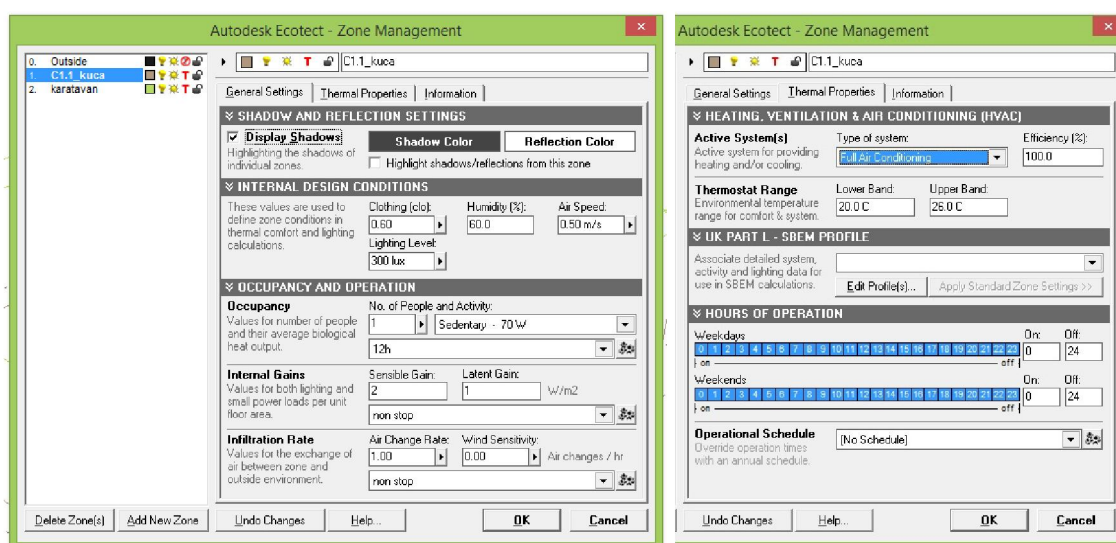 Autodesk Ecotect - Zone Management
×
0. Outside
1. C1.1_kuca
2. karatavan
T C1.1_kuca
General Settings Thermal Properties Information
SHADOW AND REFLECTION SETTINGS
Display Shadows
Highlighting the shadows of
individual zones.
Shadow Color Reflection Color
Highlight shadows/reflections from this zone
INTERNAL DESIGN CONDITIONS
These values are used to
define zone conditions in
thermal comfort and lighting
calculations.
Clothing (clo): Humidity (%): Air Speed:
0.60 60.0 0.50 m/s
Lighting Level:
300 lux
OCCUPANCY AND OPERATION
Occupancy
Values for number of people
and their average biological
heat output.
No. of People and Activity:
1 Sedentary - 70 W
12h
Internal Gains
Values for both lighting and
small power loads per unit
floor area.
Sensible Gain: Latent Gain:
2 1 W/m2
non stop
Infiltration Rate
Values for the exchange of
air between zone and
outside environment.
Air Change Rate: Wind Sensitivity:
1.00 0.00 Air changes / hr
non stop
Delete Zone(s) Add New Zone Undo Changes Help... OK Cancel
Autodesk Ecotect - Zone Management
×
T C1.1_kuca
General Settings Thermal Properties Information
HEATING, VENTILATION & AIR CONDITIONING (HVAC)
Active System(s)
Active system for providing
heating and/or cooling.
Type of system: Efficiency (%):
Full Air Conditioning 100.0
Thermostat Range
Environmental temperature
range for comfort & system.
Lower Band: Upper Band:
20.0 C 26.0 C
UK PART L - SBEM PROFILE
Associate detailed system,
activity and lighting data for
use in SBEM calculations.
Edit Profile(s)... Apply Standard Zone Settings >>
HOURS OF OPERATION
Weekdays On: Off:
0 1 2 3 4 5 6 7 8 9 10 11 12 13 14 15 16 17 18 19 20 21 22 23 0 24
on off
Weekends On: Off:
0 1 2 3 4 5 6 7 8 9 10 11 12 13 14 15 16 17 18 19 20 21 22 23 0 24
on off
Operational Schedule
Override operation times
with an annual schedule.
[No Schedule]
Undo Changes Help... OK Cancel